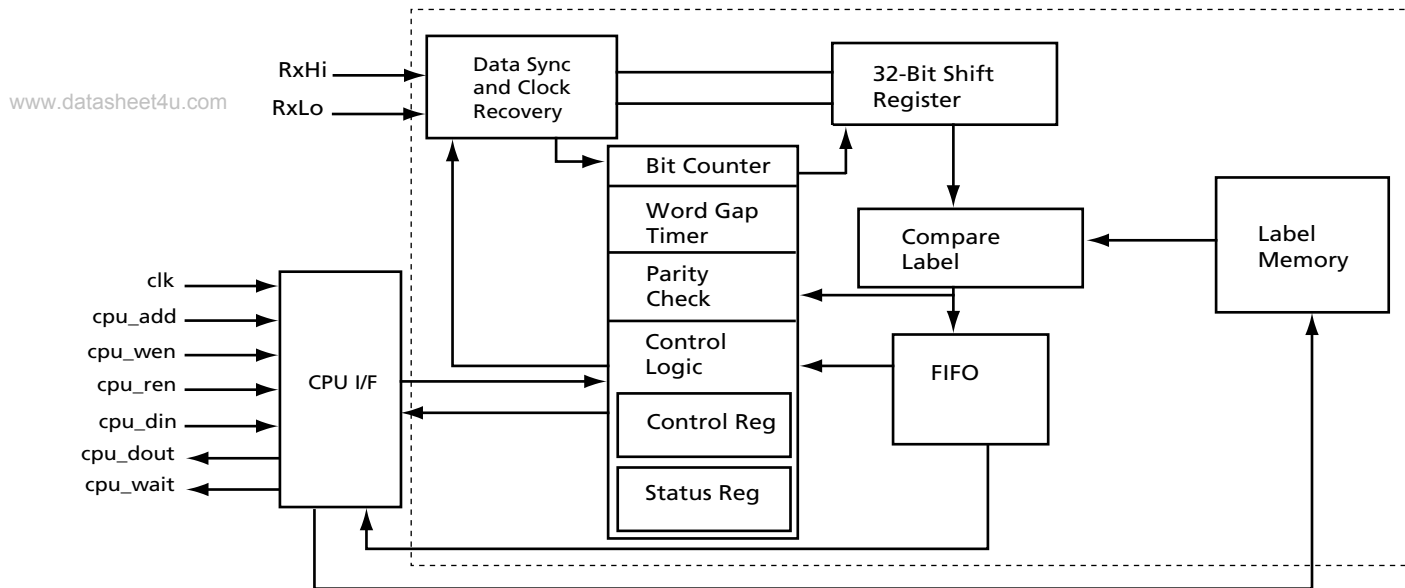 www.datasheet4u.com
RxHi
RxLo
Data Sync
and Clock
Recovery
32-Bit Shift
Register
Bit Counter
Word Gap
Timer
Parity
Check
Control
Logic
Control Reg
Status Reg
Compare
Label
Label
Memory
FIFO
clk
cpu_add
cpu_wen
cpu_ren
cpu_din
cpu_dout
cpu_wait
CPU I/F